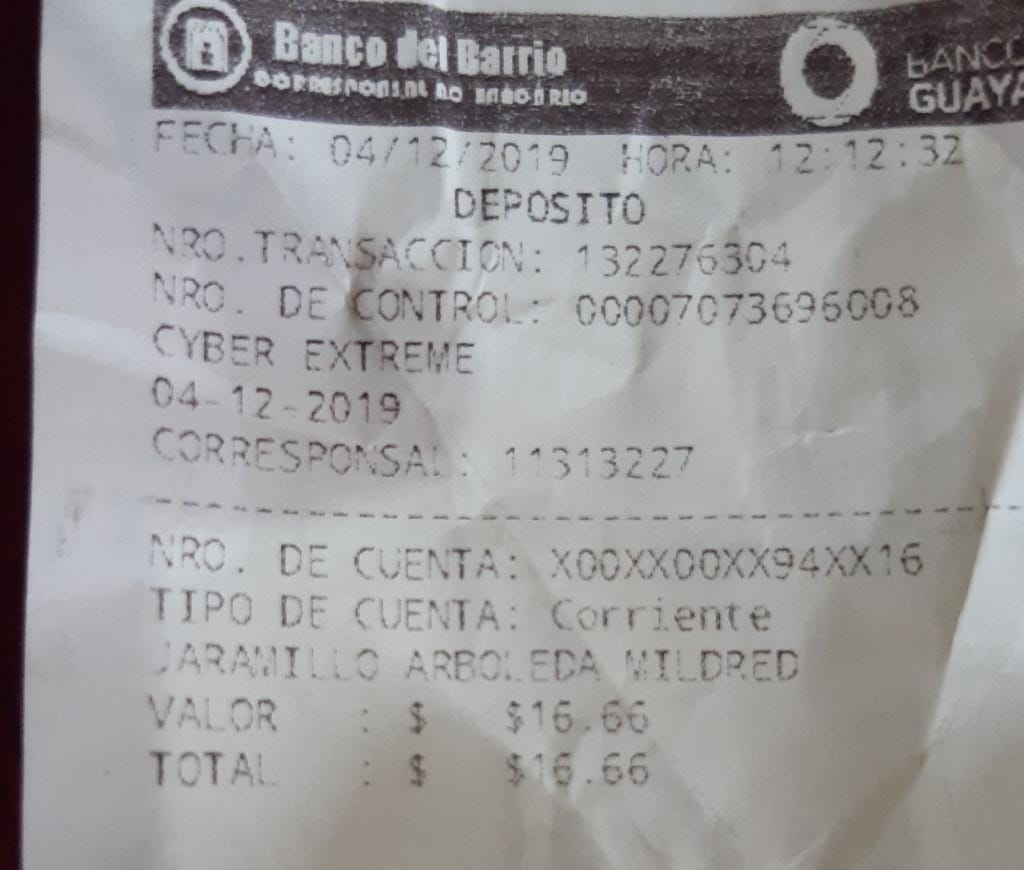 Banco del Barrio
CORRESPONSAL NO BANCARIO
BANCO
GUAYA
FECHA: 04/12/2019 HORA: 12:12:32
DEPOSITO
NRO.TRANSACCION: 132276304
NRO. DE CONTROL: 00007073696008
CYBER EXTREME
04-12-2019
CORRESPONSAL: 11313227
NRO. DE CUENTA: X00XX00XX94XX16
TIPO DE CUENTA: Corriente
JARAMILLO ARBOLEDA MILDRED
VALOR : $ $16.66
TOTAL : $ $16.66